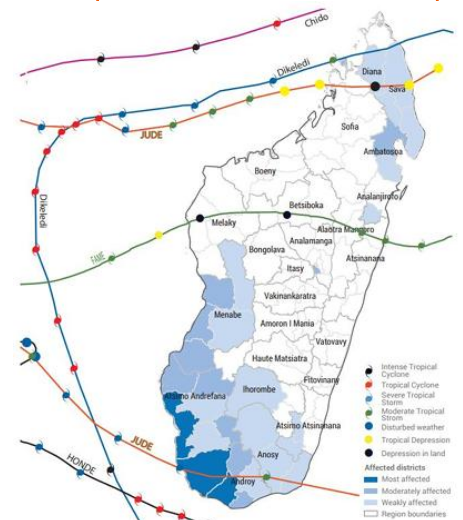 Chido
Dikeledi
Diana
Sava
JUDE
Sofia
Ambatosoa
Boeny
Analanjirofo
Dikeledi
Betsiboka
Melaky
Alaotra Mangoro
Analamanga
Bongolava
Atsinanana
FAME
Itasy
Vakinankaratra
Menabe
Amoron I Mania
Vatovavy
Haute Matsiatra
Fitovinany
Atsimo Andrefana
Ihorombe
Atsimo Atsinanana
JUDE
HONDE
Anosy
Androy
Intense Tropical
Cyclone
Tropical Cyclone
Severe Tropical
Storm
Moderate Tropical
Strom
Disturbed weather
Tropical Depression
Depression in land
Affected districts
Most affected
Moderately affected
Weakly affected
Region boundaries